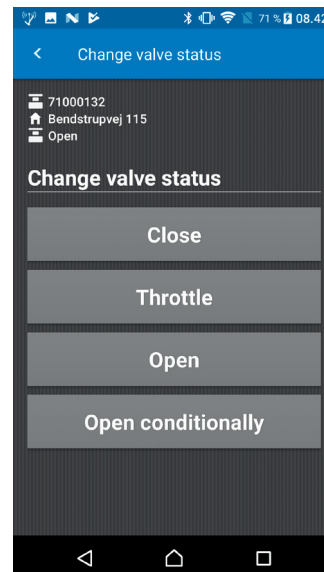 71 % 08.42
Change valve status
71000132
Bendstrupvej 115
Open
Change valve status
Close
Throttle
Open
Open conditionally